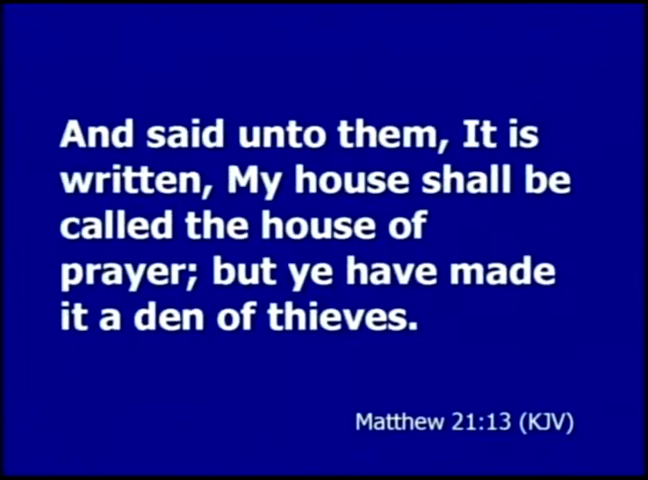 And said unto them, It is
written, My house shall be
called the house of
prayer; but ye have made
it a den of thieves.
Matthew 21:13 (KJV)